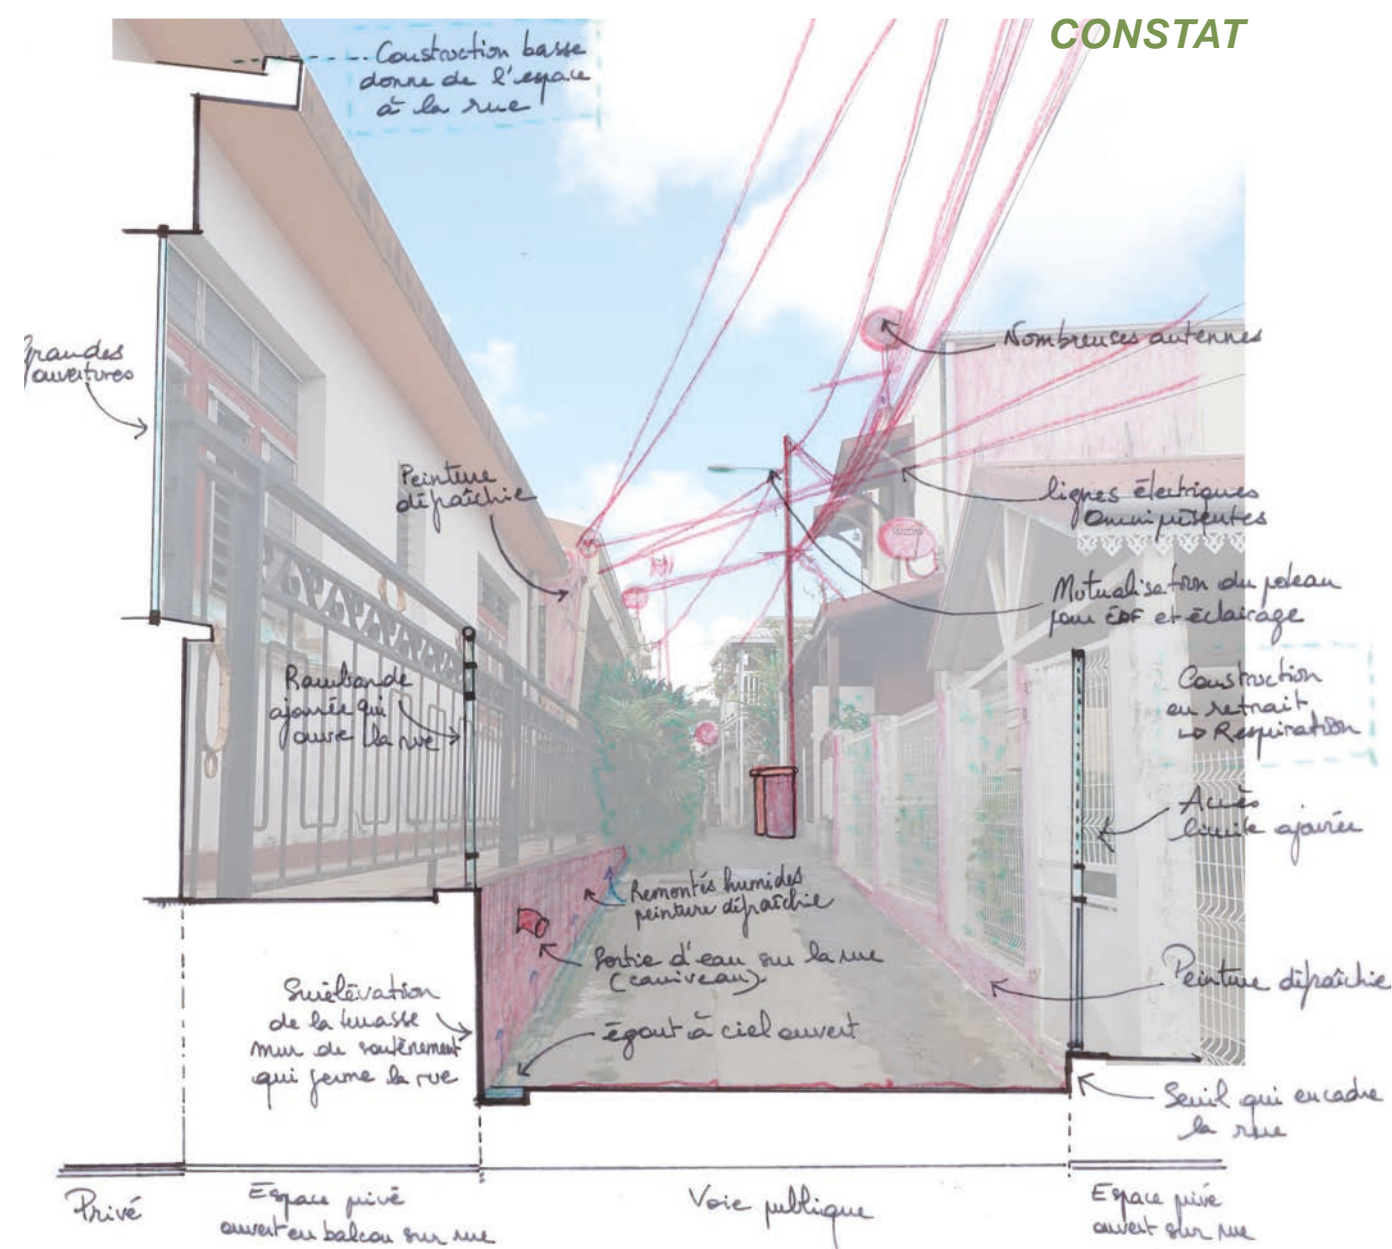 CONSTAT
Construction basse
donne de l'espace
à la rue
Nombreuses antennes
Grandes
ouvertures
Peinture
défraîchie
lignes électriques
omniprésentes
Mutualisation du poteau
pour EDF et éclairage
Rambarde
ajourée qui
ouvre la rue
Construction
en retrait
↳ Respiration
Accès
limite ajourée
Remontés humides
peinture défraîchie
Sortie d'eau sur la rue
(caniveau)
Peinture défraîchie
Surélévation
de la terrasse
mur de soutènement
qui ferme la rue
égout à ciel ouvert
Seuil qui encadre
la rue
Privé
Espace privé
ouvert en balcon sur rue
Voie publique
Espace privé
ouvert sur rue